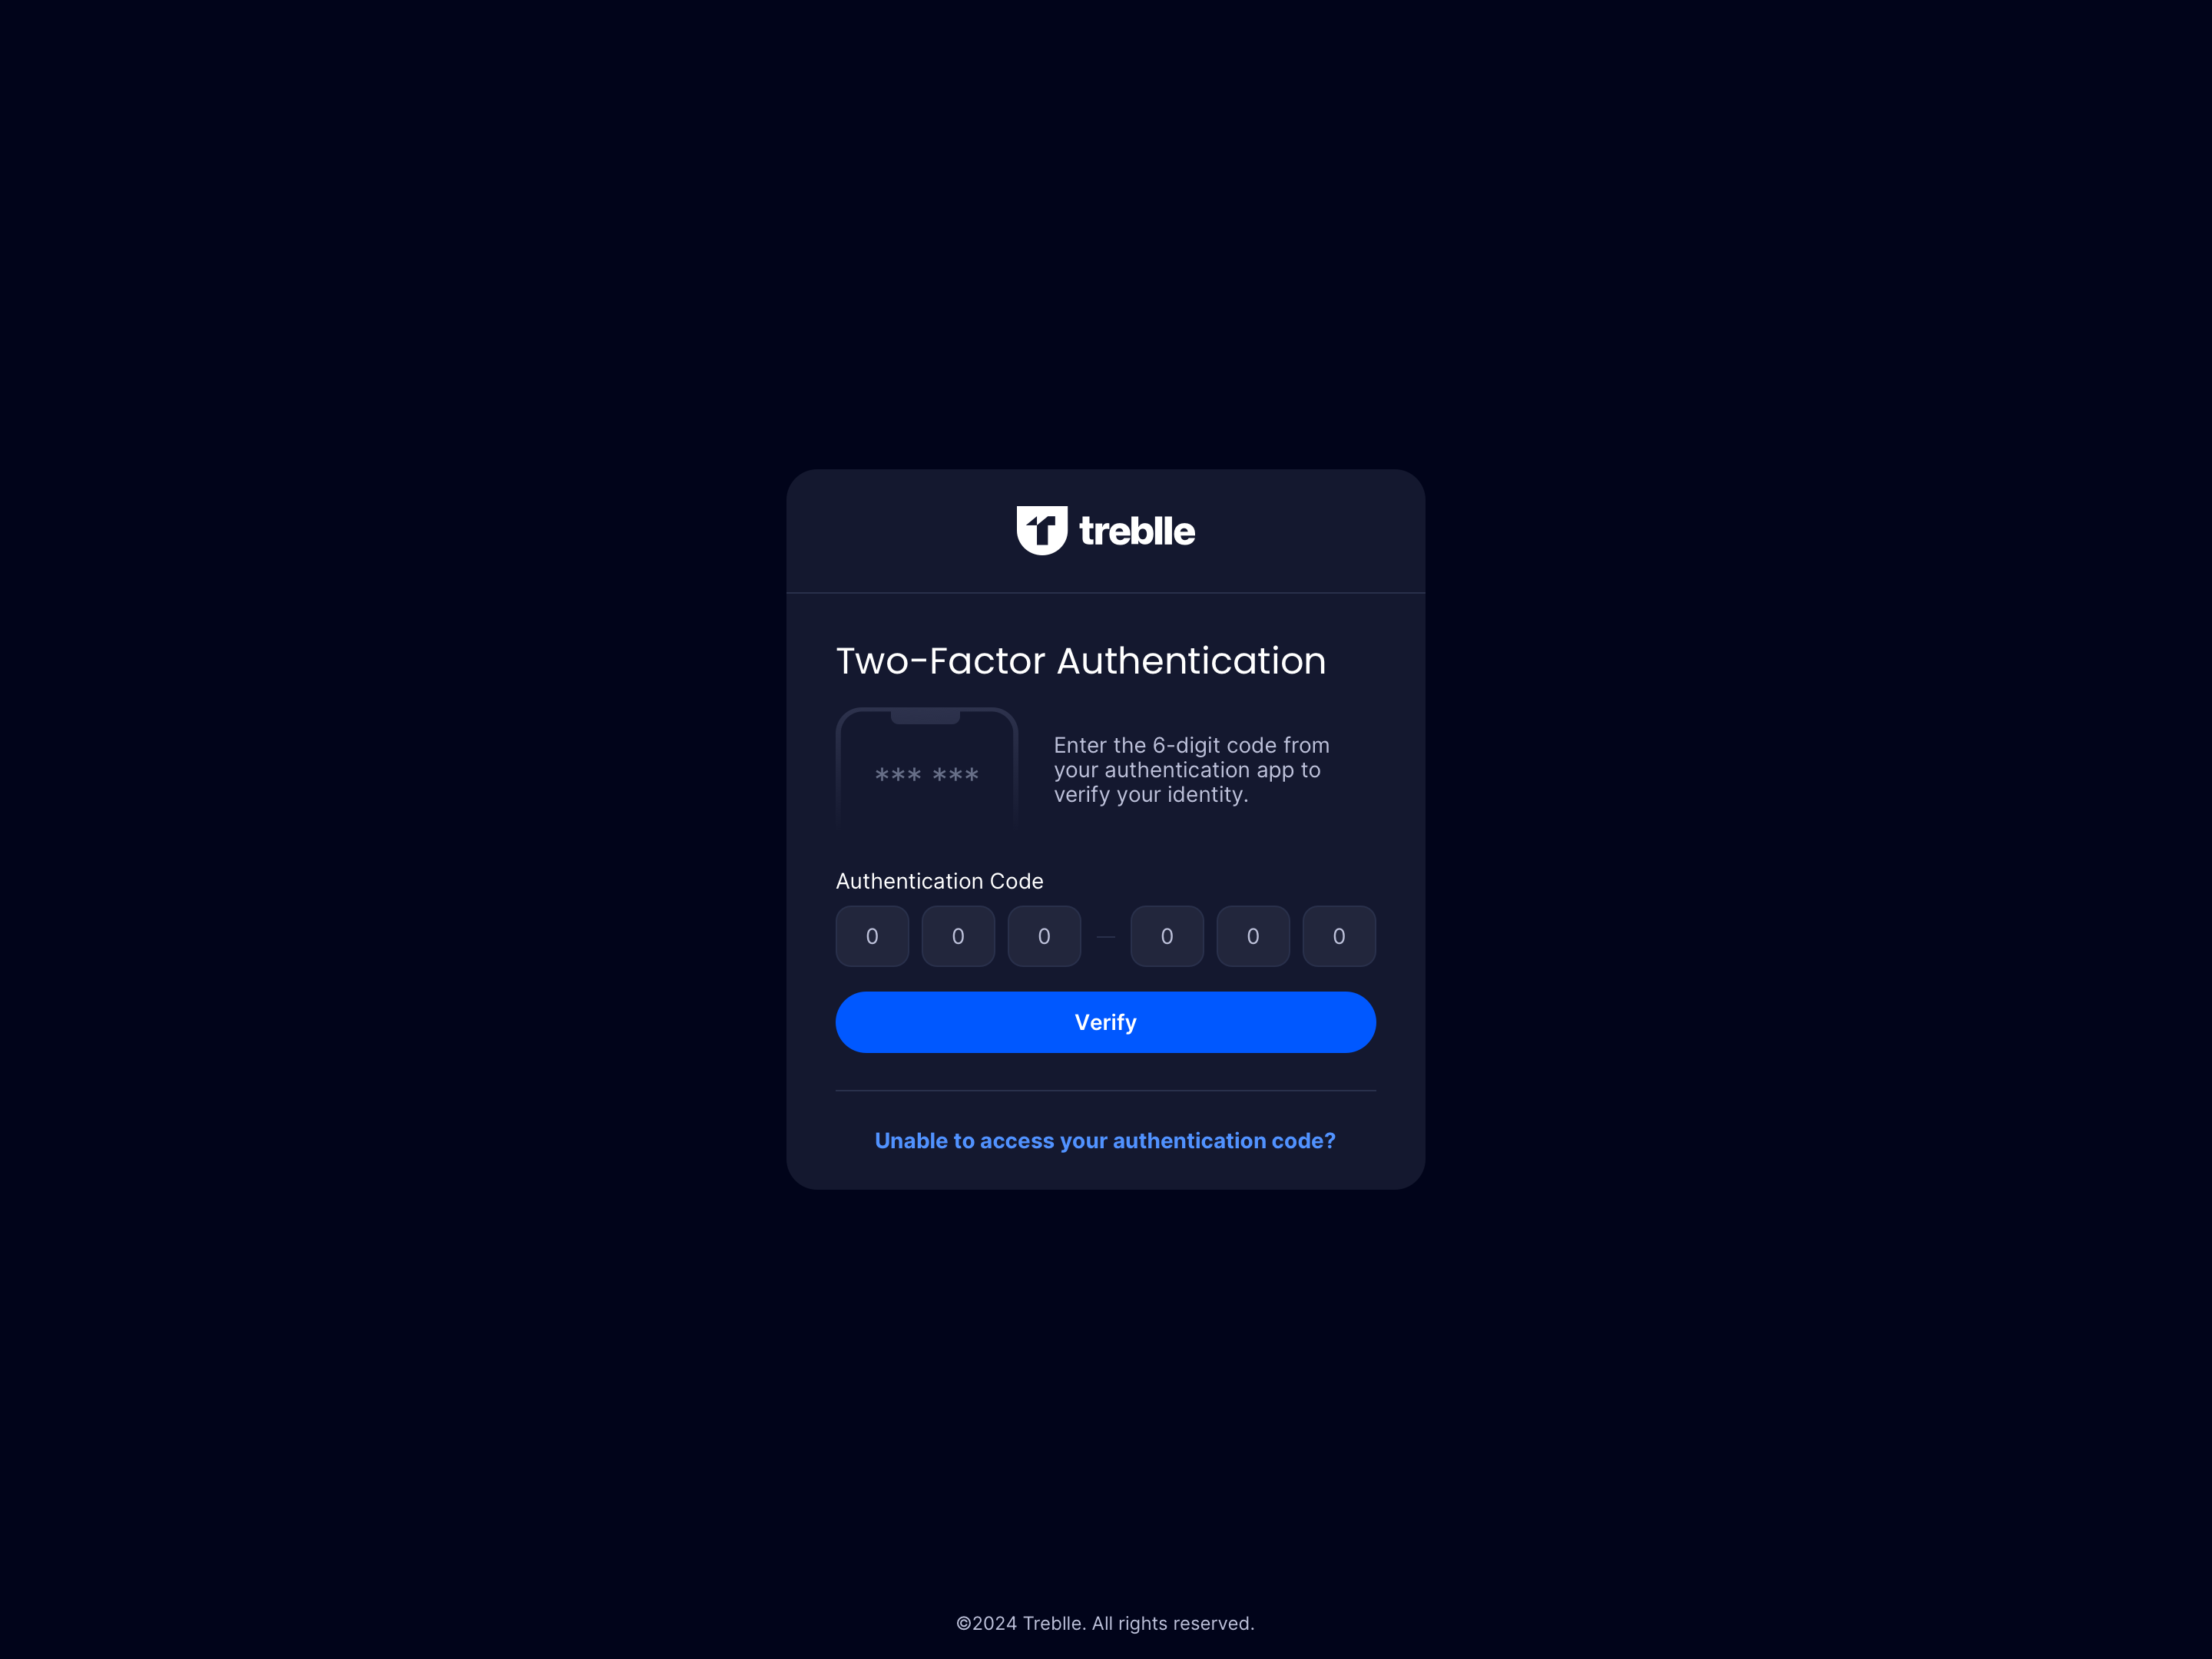 treblle
Two-Factor Authentication
*** ***
Enter the 6-digit code from
your authentication app to
verify your identity.
Authentication Code
0 0 0 — 0 0 0
Verify
Unable to access your authentication code?
©2024 Treblle. All rights reserved.